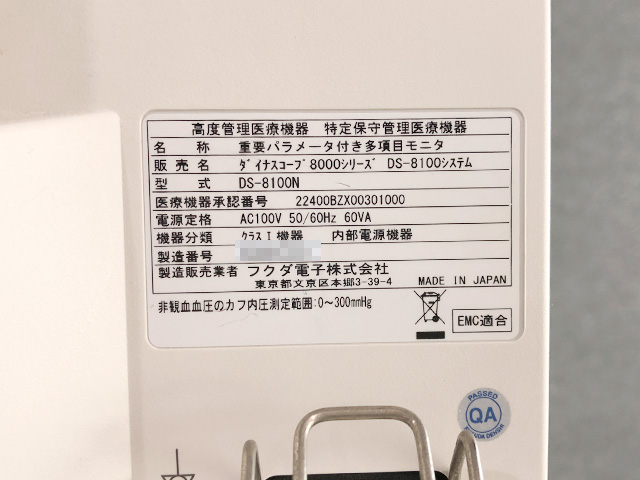 高度管理医療機器 特定保守管理医療機器
名称 重要パラメータ付き多項目モニタ
販売名 ダイナスコープ8000シリーズ DS-8100システム
型式 DS-8100N
医療機器承認番号 22400BZX00301000
電源定格 AC100V 50/60Hz 60VA
機器分類 クラスⅠ機器 内部電源機器
製造番号
製造販売業者 フクダ電子株式会社
東京都文京区本郷3-39-4
MADE IN JAPAN
非観血血圧のカフ内圧測定範囲:0～300mmHg
EMC適合
PASSED
QA
FUKUDA DENSHI